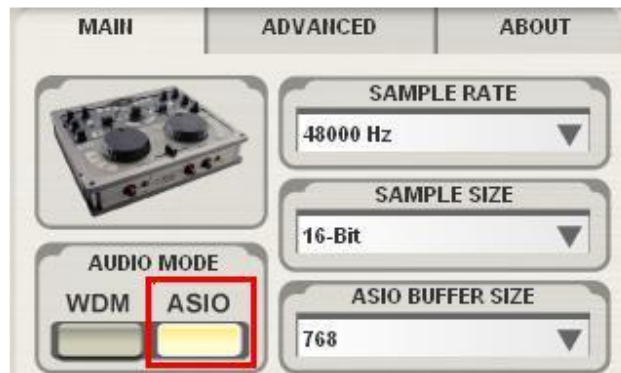 MAIN
ADVANCED
ABOUT
SAMPLE RATE
48000 Hz
SAMPLE SIZE
16-Bit
AUDIO MODE
WDM
ASIO
ASIO BUFFER SIZE
768